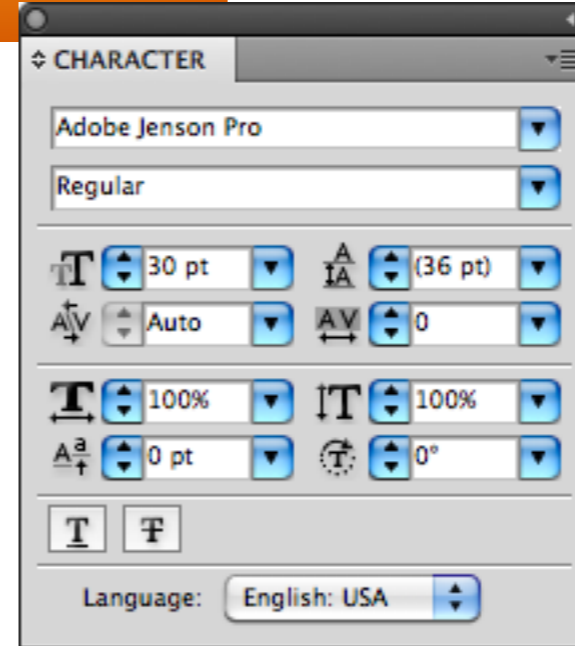 CHARACTER
Adobe Jenson Pro
Regular
30 pt (36 pt)
Auto 0
100% 100%
0 pt 0°
Language: English: USA